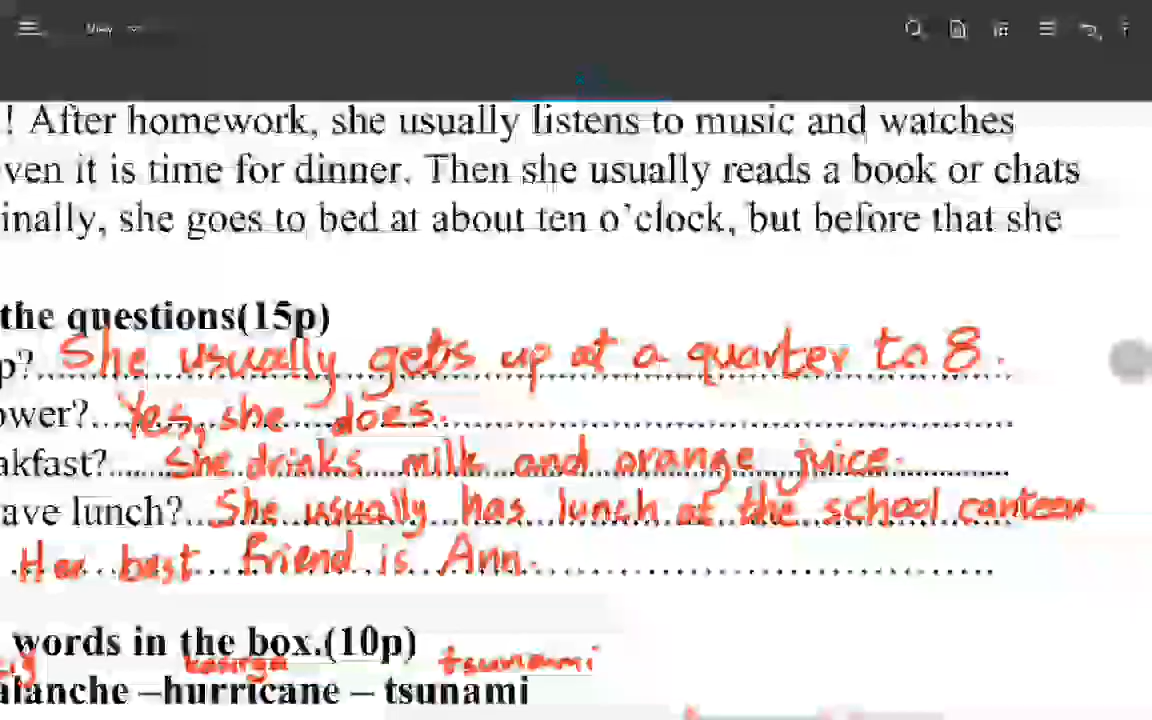 View
! After homework, she usually listens to music and watches
ven it is time for dinner. Then she usually reads a book or chats
inally, she goes to bed at about ten o'clock, but before that she
the questions(15p)
p? She usually gets up at a quarter to 8.
ower? Yes, she does.
akfast? She drinks milk and orange juice.
ave lunch? She usually has lunch at the school canteen.
Her best friend is Ann.
words in the box.(10p)
kasırga tsunami
alanche –hurricane – tsunami